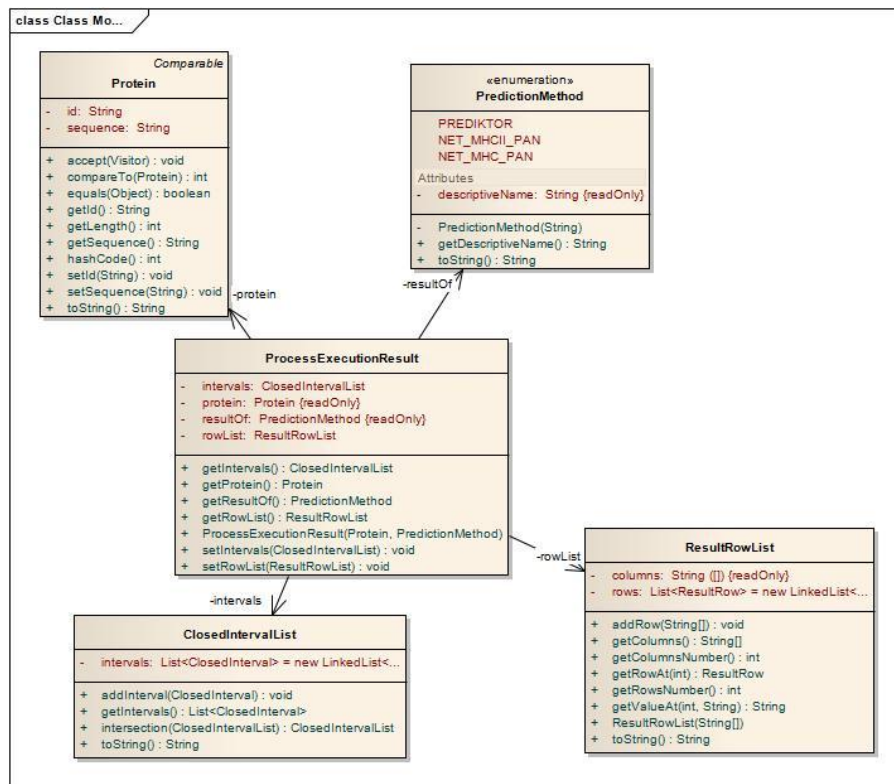 class Class Mo...
Comparable
Protein
- id: String
- sequence: String
+ accept(Visitor) : void
+ compareTo(Protein) : int
+ equals(Object) : boolean
+ getId() : String
+ getLength() : int
+ getSequence() : String
+ hashCode() : int
+ setId(String) : void
+ setSequence(String) : void
+ toString() : String
«enumeration»
PredictionMethod
PREDIKTOR
NET_MHCII_PAN
NET_MHC_PAN
Attributes
- descriptiveName: String {readOnly}
- PredictionMethod(String)
+ getDescriptiveName() : String
+ toString() : String
-protein
-resultOf
ProcessExecutionResult
- intervals: ClosedIntervalList
- protein: Protein {readOnly}
- resultOf: PredictionMethod {readOnly}
- rowList: ResultRowList
+ getIntervals() : ClosedIntervalList
+ getProtein() : Protein
+ getResultOf() : PredictionMethod
+ getRowList() : ResultRowList
+ ProcessExecutionResult(Protein, PredictionMethod)
+ setIntervals(ClosedIntervalList) : void
+ setRowList(ResultRowList) : void
-rowList
-intervals
ClosedIntervalList
- intervals: List<ClosedInterval> = new LinkedList<...
+ addInterval(ClosedInterval) : void
+ getIntervals() : List<ClosedInterval>
+ intersection(ClosedIntervalList) : ClosedIntervalList
+ toString() : String
ResultRowList
- columns: String ([]) {readOnly}
- rows: List<ResultRow> = new LinkedList<...
+ addRow(String[]) : void
+ getColumns() : String[]
+ getColumnsNumber() : int
+ getRowAt(int) : ResultRow
+ getRowsNumber() : int
+ getValueAt(int, String) : String
+ ResultRowList(String[])
+ toString() : String